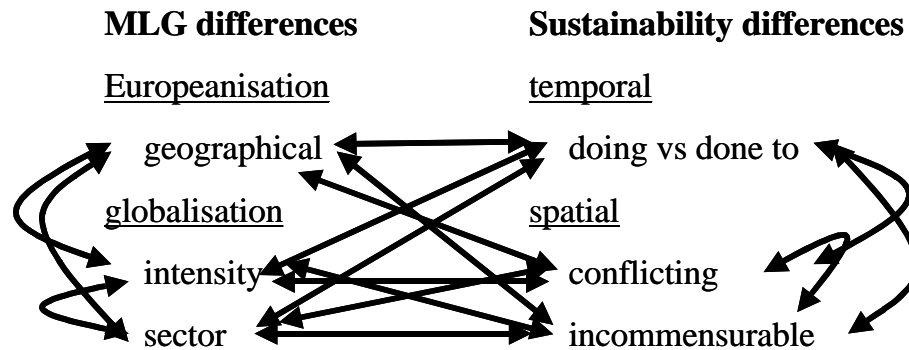 MLG differences Sustainability differences
Europeanisation temporal
geographical doing vs done to
globalisation spatial
intensity conflicting
sector incommensurable